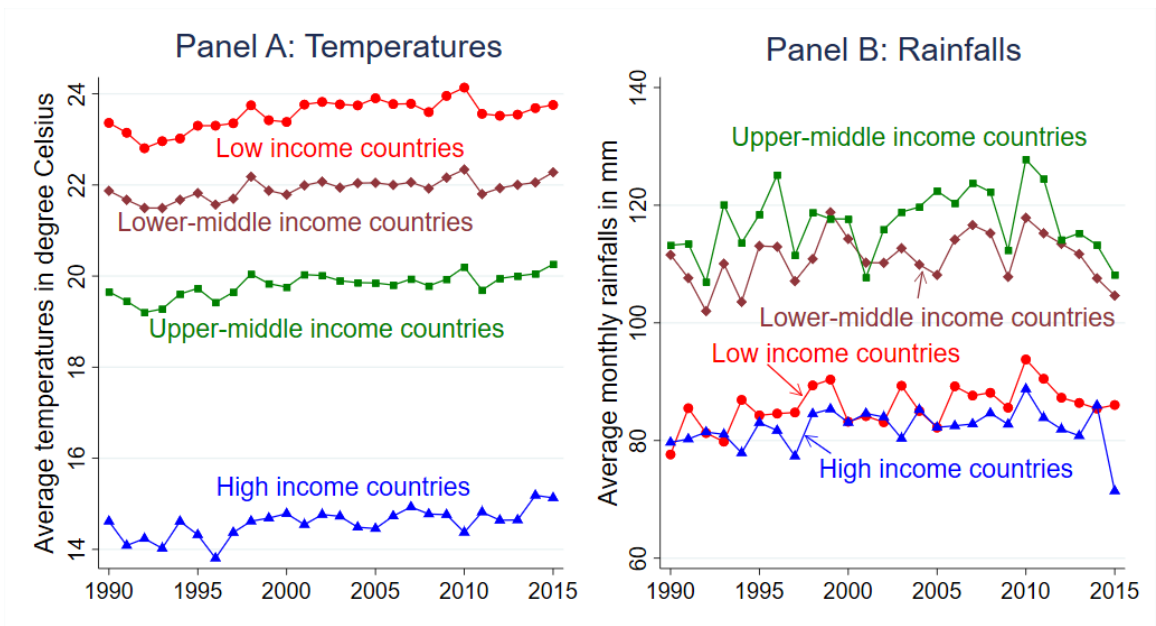 Panel A: Temperatures
Average temperatures in degree Celsius
24
22
20
18
16
14
Low income countries
Lower-middle income countries
Upper-middle income countries
High income countries
1990
1995
2000
2005
2010
2015
Panel B: Rainfalls
Average monthly rainfalls in mm
140
120
100
80
60
Upper-middle income countries
Lower-middle income countries
Low income countries
High income countries
1990
1995
2000
2005
2010
2015